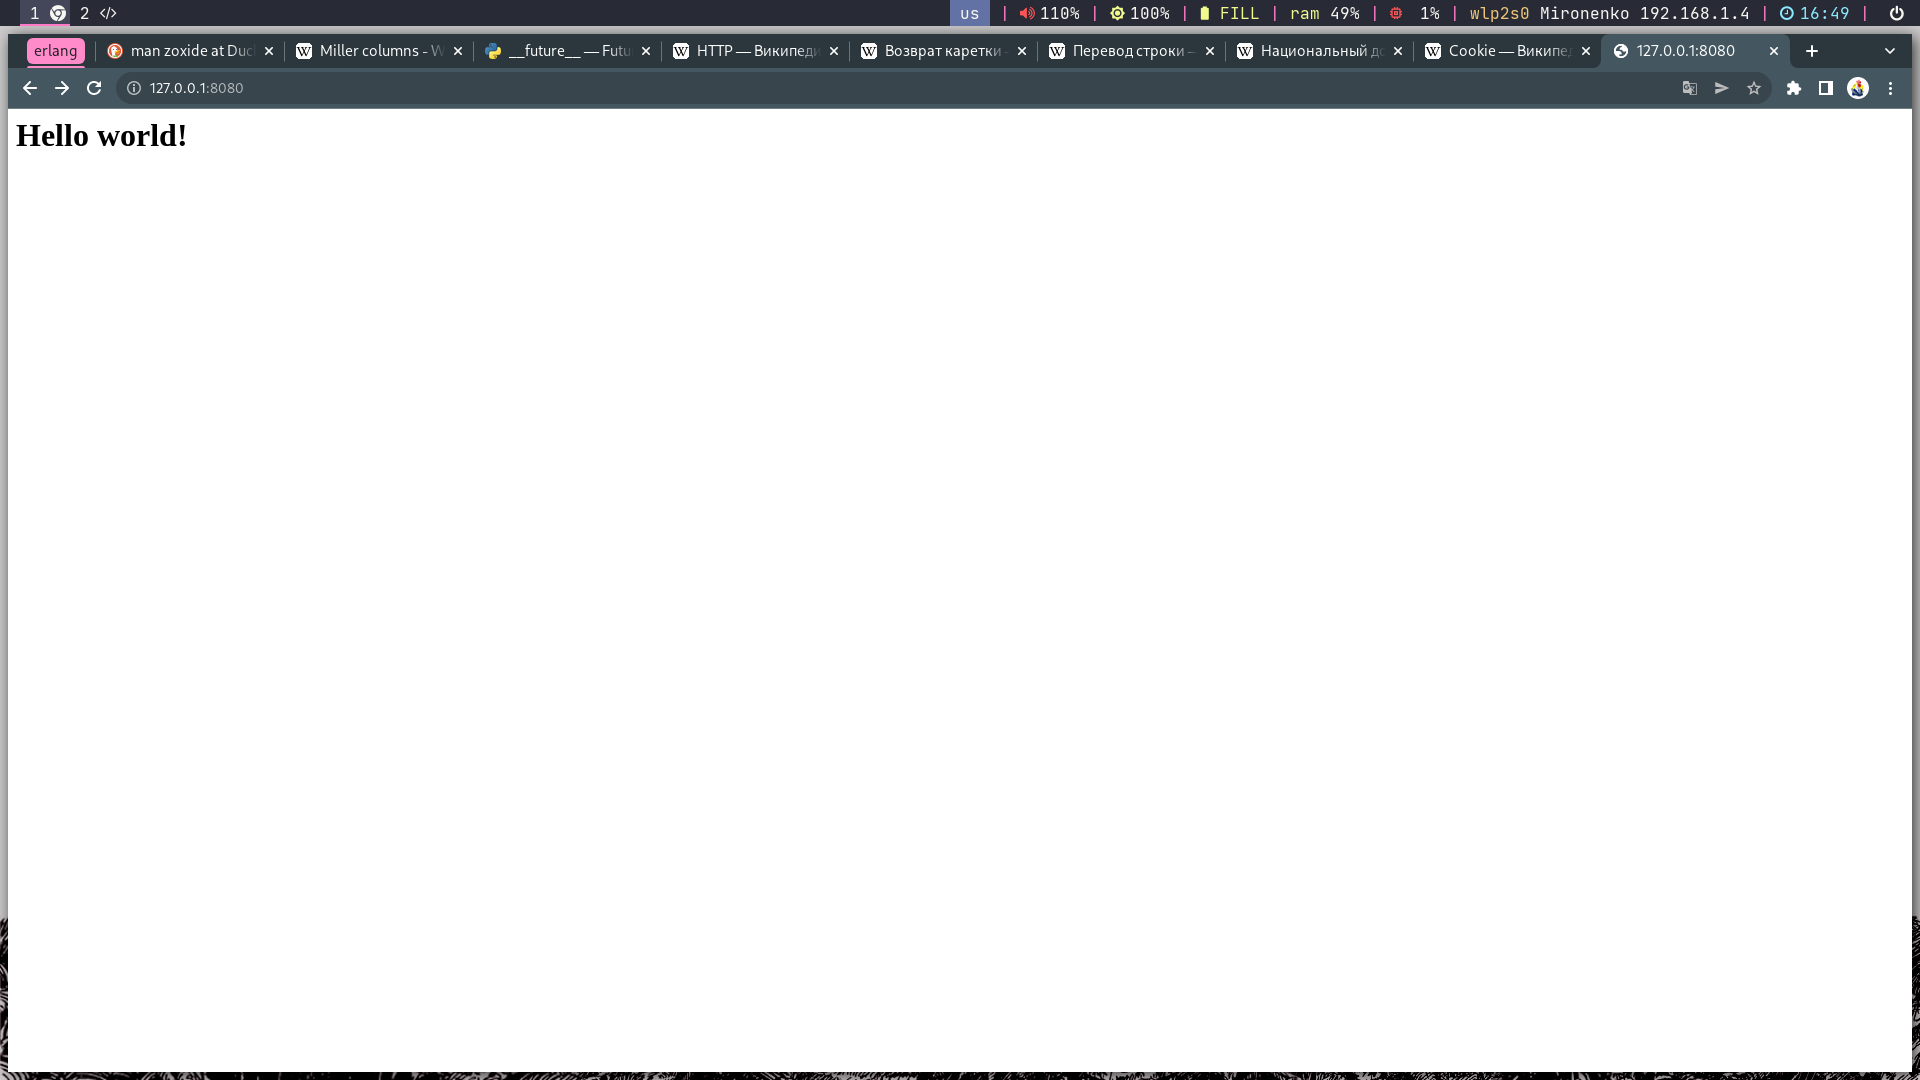 1 2 us | 110% | 100% | FILL | ram 49% | 1% | wlp2s0 Mironenko 192.168.1.4 | 16:49 |
erlang man zoxide at Duc Miller columns - W __future__ — Futu HTTP — Википеди Возврат каретки - Перевод строки - Национальный до Cookie — Википед 127.0.0.1:8080
127.0.0.1:8080
Hello world!